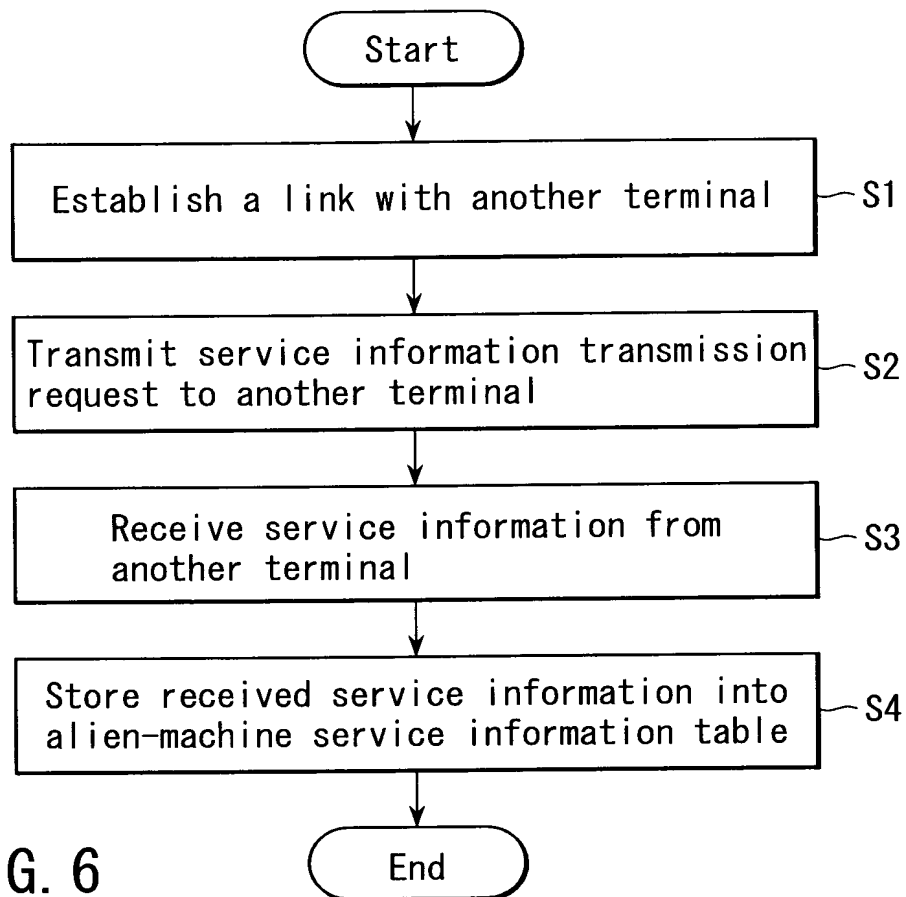 Start
Establish a link with another terminal
S1
Transmit service information transmission
request to another terminal
S2
Receive service information from
another terminal
S3
Store received service information into
alien-machine service information table
S4
End
G. 6